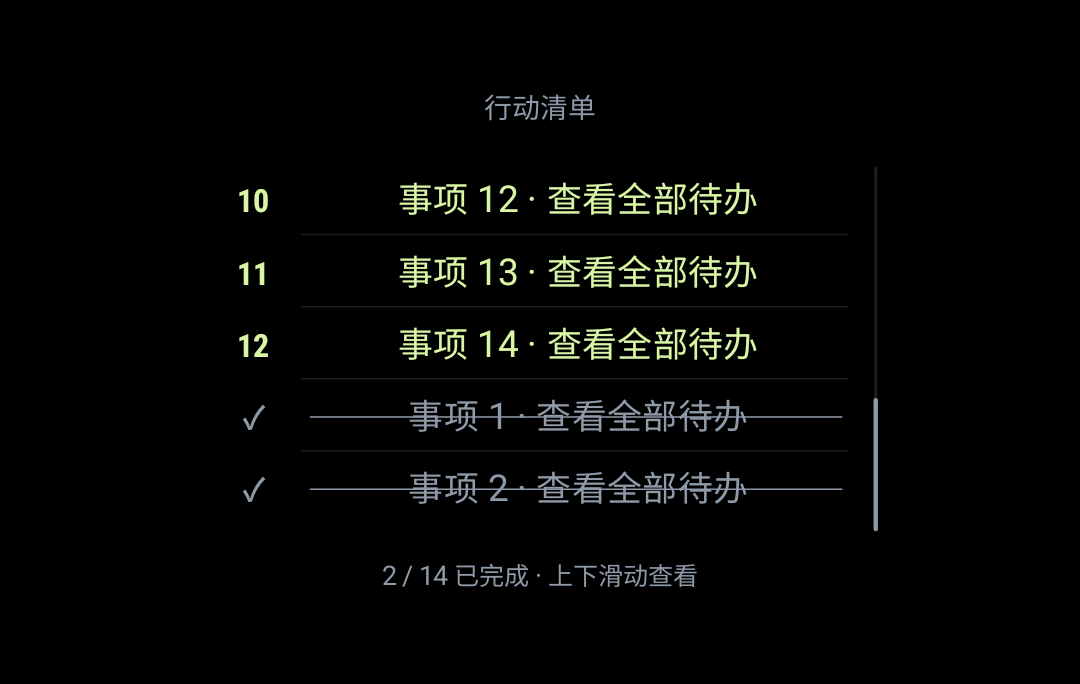 行动清单
10 事项 12 · 查看全部待办
11 事项 13 · 查看全部待办
12 事项 14 · 查看全部待办
✓ 事项 1 · 查看全部待办
✓ 事项 2 · 查看全部待办
2 / 14 已完成 · 上下滑动查看